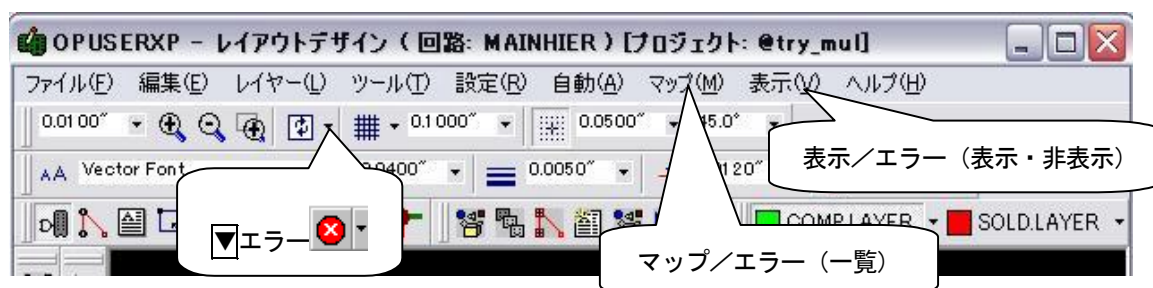 OPUSERXP - レイアウトデザイン ( 回路: MAINHIER ) [プロジェクト: @try_mul]
ファイル(F) 編集(E) レイヤー(L) ツール(T) 設定(R) 自動(A) マップ(M) 表示(V) ヘルプ(H)
0.0100" 0.1000" 0.0500" 45.0°
表示／エラー（表示・非表示）
AA Vector Font 0.0050"
COMP.LAYER SOLD.LAYER
▼エラー
マップ／エラー（一覧）